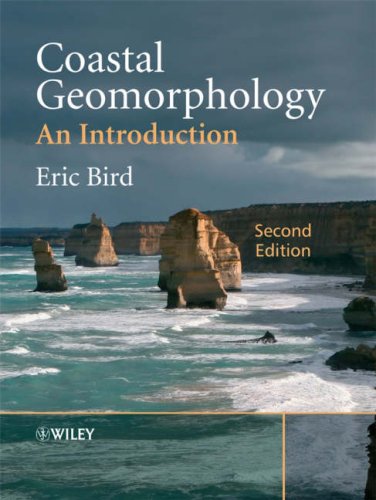 Coastal
Geomorphology
An Introduction
Eric Bird
Second
Edition
WILEY